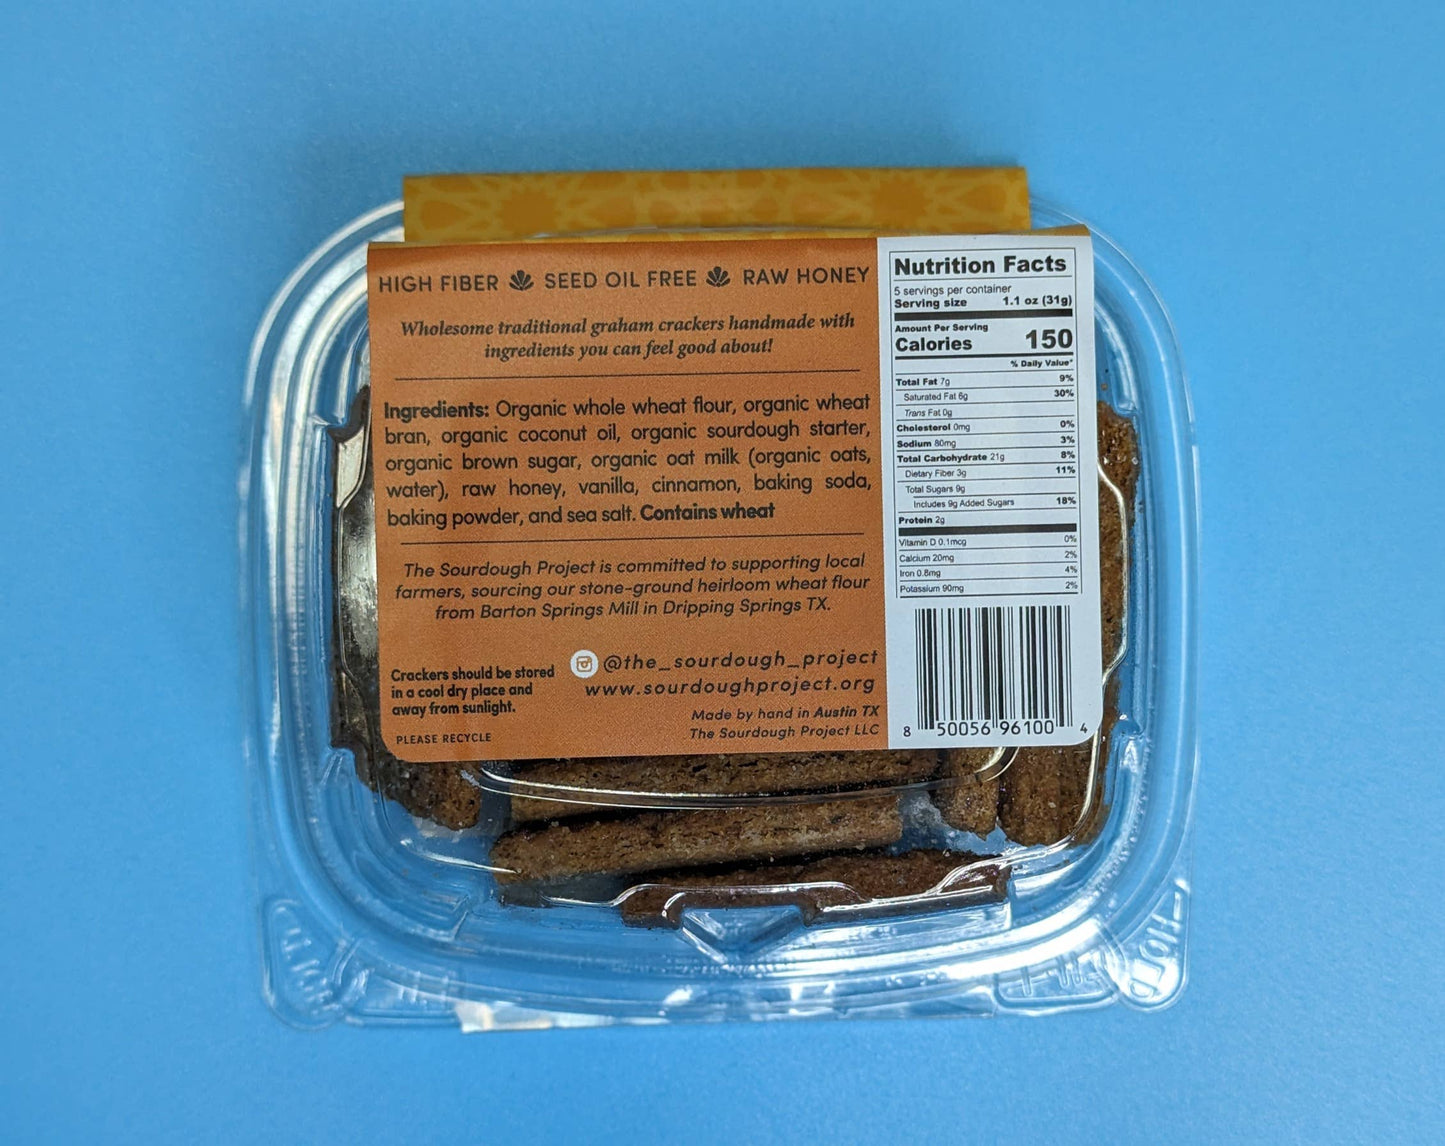 HIGH FIBER SEED OIL FREE RAW HONEY
Wholesome traditional graham crackers handmade with
ingredients you can feel good about!
Ingredients: Organic whole wheat flour, organic wheat
bran, organic coconut oil, organic sourdough starter,
organic brown sugar, organic oat milk (organic oats,
water), raw honey, vanilla, cinnamon, baking soda,
baking powder, and sea salt. Contains wheat
The Sourdough Project is committed to supporting local
farmers, sourcing our stone-ground heirloom wheat flour
from Barton Springs Mill in Dripping Springs TX.
Crackers should be stored
in a cool dry place and
away from sunlight.
PLEASE RECYCLE
@the_sourdough_project
www.sourdoughproject.org
Made by hand in Austin TX
The Sourdough Project LLC
Nutrition Facts
5 servings per container
Serving size 1.1 oz (31g)
Amount Per Serving
Calories 150
% Daily Value*
Total Fat 7g 9%
Saturated Fat 6g 30%
Trans Fat 0g
Cholesterol 0mg 0%
Sodium 80mg 3%
Total Carbohydrate 21g 8%
Dietary Fiber 3g 11%
Total Sugars 9g
Includes 9g Added Sugars 18%
Protein 2g
Vitamin D 0.1mcg 0%
Calcium 20mg 2%
Iron 0.8mg 4%
Potassium 90mg 2%
8 50056 96100 4